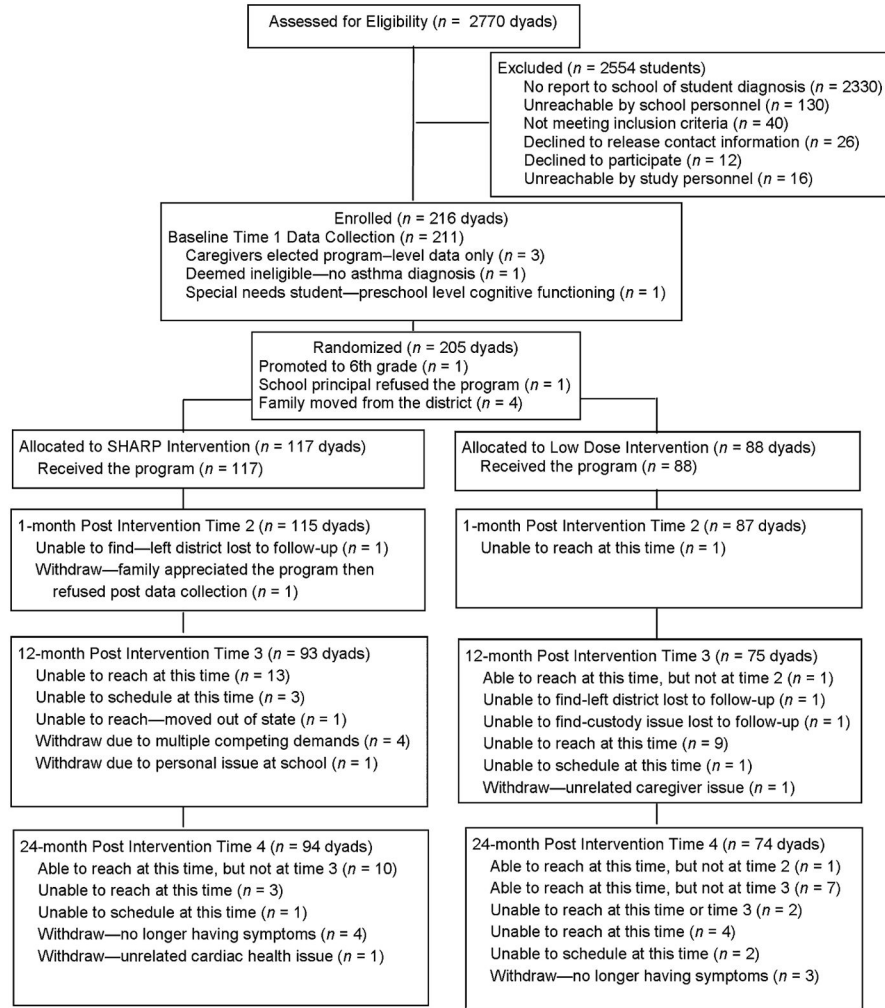 Assessed for Eligibility (n = 2770 dyads)
Excluded (n = 2554 students)
No report to school of student diagnosis (n = 2330)
Unreachable by school personnel (n = 130)
Not meeting inclusion criteria (n = 40)
Declined to release contact information (n = 26)
Declined to participate (n = 12)
Unreachable by study personnel (n = 16)
Enrolled (n = 216 dyads)
Baseline Time 1 Data Collection (n = 211)
Caregivers elected program–level data only (n = 3)
Deemed ineligible—no asthma diagnosis (n = 1)
Special needs student—preschool level cognitive functioning (n = 1)
Randomized (n = 205 dyads)
Promoted to 6th grade (n = 1)
School principal refused the program (n = 1)
Family moved from the district (n = 4)
Allocated to SHARP Intervention (n = 117 dyads)
Received the program (n = 117)
Allocated to Low Dose Intervention (n = 88 dyads)
Received the program (n = 88)
1-month Post Intervention Time 2 (n = 115 dyads)
Unable to find—left district lost to follow-up (n = 1)
Withdraw—family appreciated the program then
refused post data collection (n = 1)
1-month Post Intervention Time 2 (n = 87 dyads)
Unable to reach at this time (n = 1)
12-month Post Intervention Time 3 (n = 93 dyads)
Unable to reach at this time (n = 13)
Unable to schedule at this time (n = 3)
Unable to reach—moved out of state (n = 1)
Withdraw due to multiple competing demands (n = 4)
Withdraw due to personal issue at school (n = 1)
12-month Post Intervention Time 3 (n = 75 dyads)
Able to reach at this time, but not at time 2 (n = 1)
Unable to find-left district lost to follow-up (n = 1)
Unable to find-custody issue lost to follow-up (n = 1)
Unable to reach at this time (n = 9)
Unable to schedule at this time (n = 1)
Withdraw—unrelated caregiver issue (n = 1)
24-month Post Intervention Time 4 (n = 94 dyads)
Able to reach at this time, but not at time 3 (n = 10)
Unable to reach at this time (n = 3)
Unable to schedule at this time (n = 1)
Withdraw—no longer having symptoms (n = 4)
Withdraw—unrelated cardiac health issue (n = 1)
24-month Post Intervention Time 4 (n = 74 dyads)
Able to reach at this time, but not at time 2 (n = 1)
Able to reach at this time, but not at time 3 (n = 7)
Unable to reach at this time or time 3 (n = 2)
Unable to reach at this time (n = 4)
Unable to schedule at this time (n = 2)
Withdraw—no longer having symptoms (n = 3)